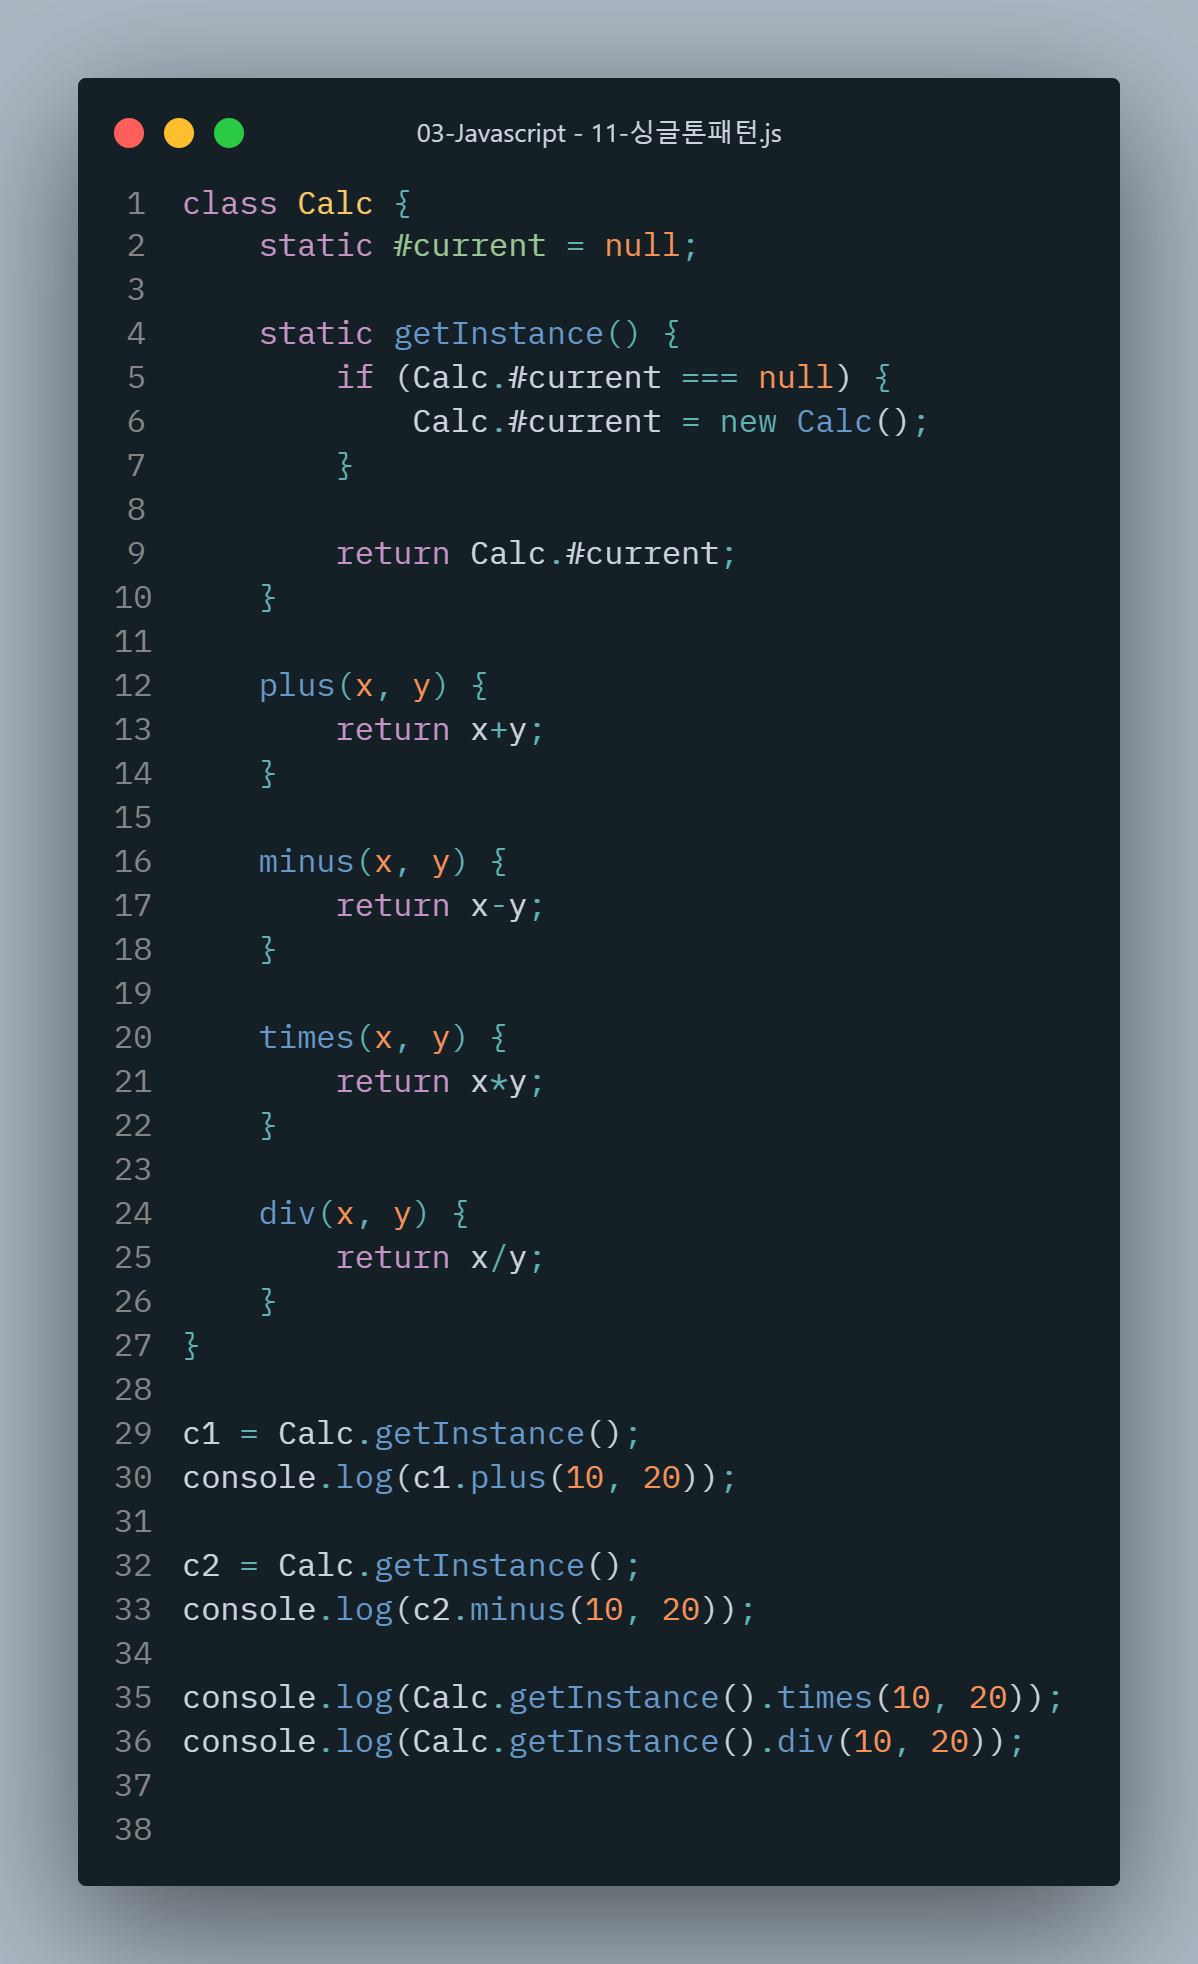 03-Javascript - 11-싱글톤패턴.js
1 class Calc {
2     static #current = null;
3
4     static getInstance() {
5         if (Calc.#current === null) {
6             Calc.#current = new Calc();
7         }
8
9         return Calc.#current;
10     }
11
12     plus(x, y) {
13         return x+y;
14     }
15
16     minus(x, y) {
17         return x-y;
18     }
19
20     times(x, y) {
21         return x*y;
22     }
23
24     div(x, y) {
25         return x/y;
26     }
27 }
28
29 c1 = Calc.getInstance();
30 console.log(c1.plus(10, 20));
31
32 c2 = Calc.getInstance();
33 console.log(c2.minus(10, 20));
34
35 console.log(Calc.getInstance().times(10, 20));
36 console.log(Calc.getInstance().div(10, 20));
37
38